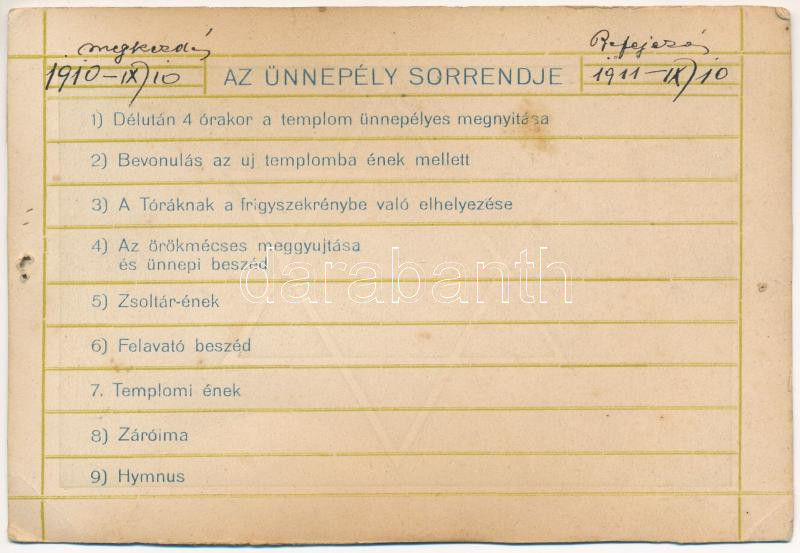 megkezdés
Befejezés
1910-IX/10
AZ ÜNNEPÉLY SORRENDJE
1911-IX/10
1) Délután 4 órakor a templom ünnepélyes megnyitása
2) Bevonulás az uj templomba ének mellett
3) A Tóráknak a frigyszekrénybe való elhelyezése
4) Az örökmécses meggyujtása
és ünnepi beszéd
darabanth
5) Zsoltár-ének
6) Felavató beszéd
7. Templomi ének
8) Záróima
9) Hymnus